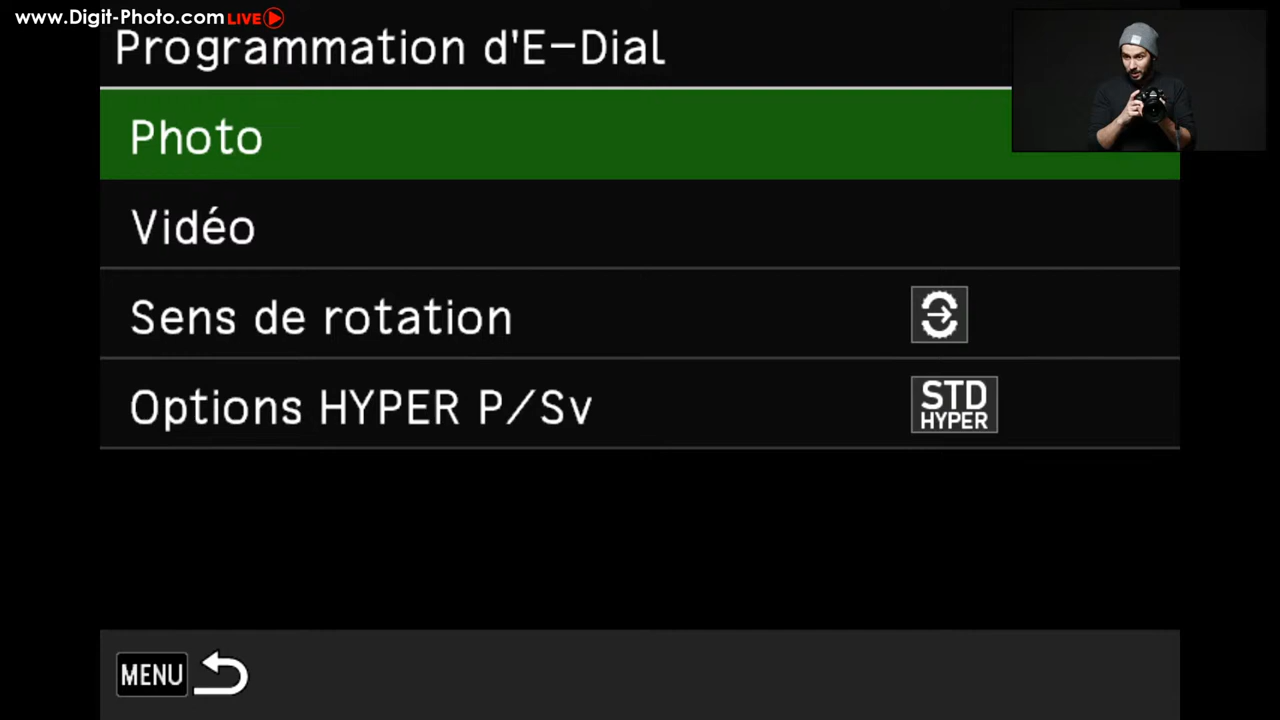 www.Digit-Photo.com LIVE
Programmation d'E-Dial
Photo
Vidéo
Sens de rotation
Options HYPER P/Sv
STD
HYPER
MENU